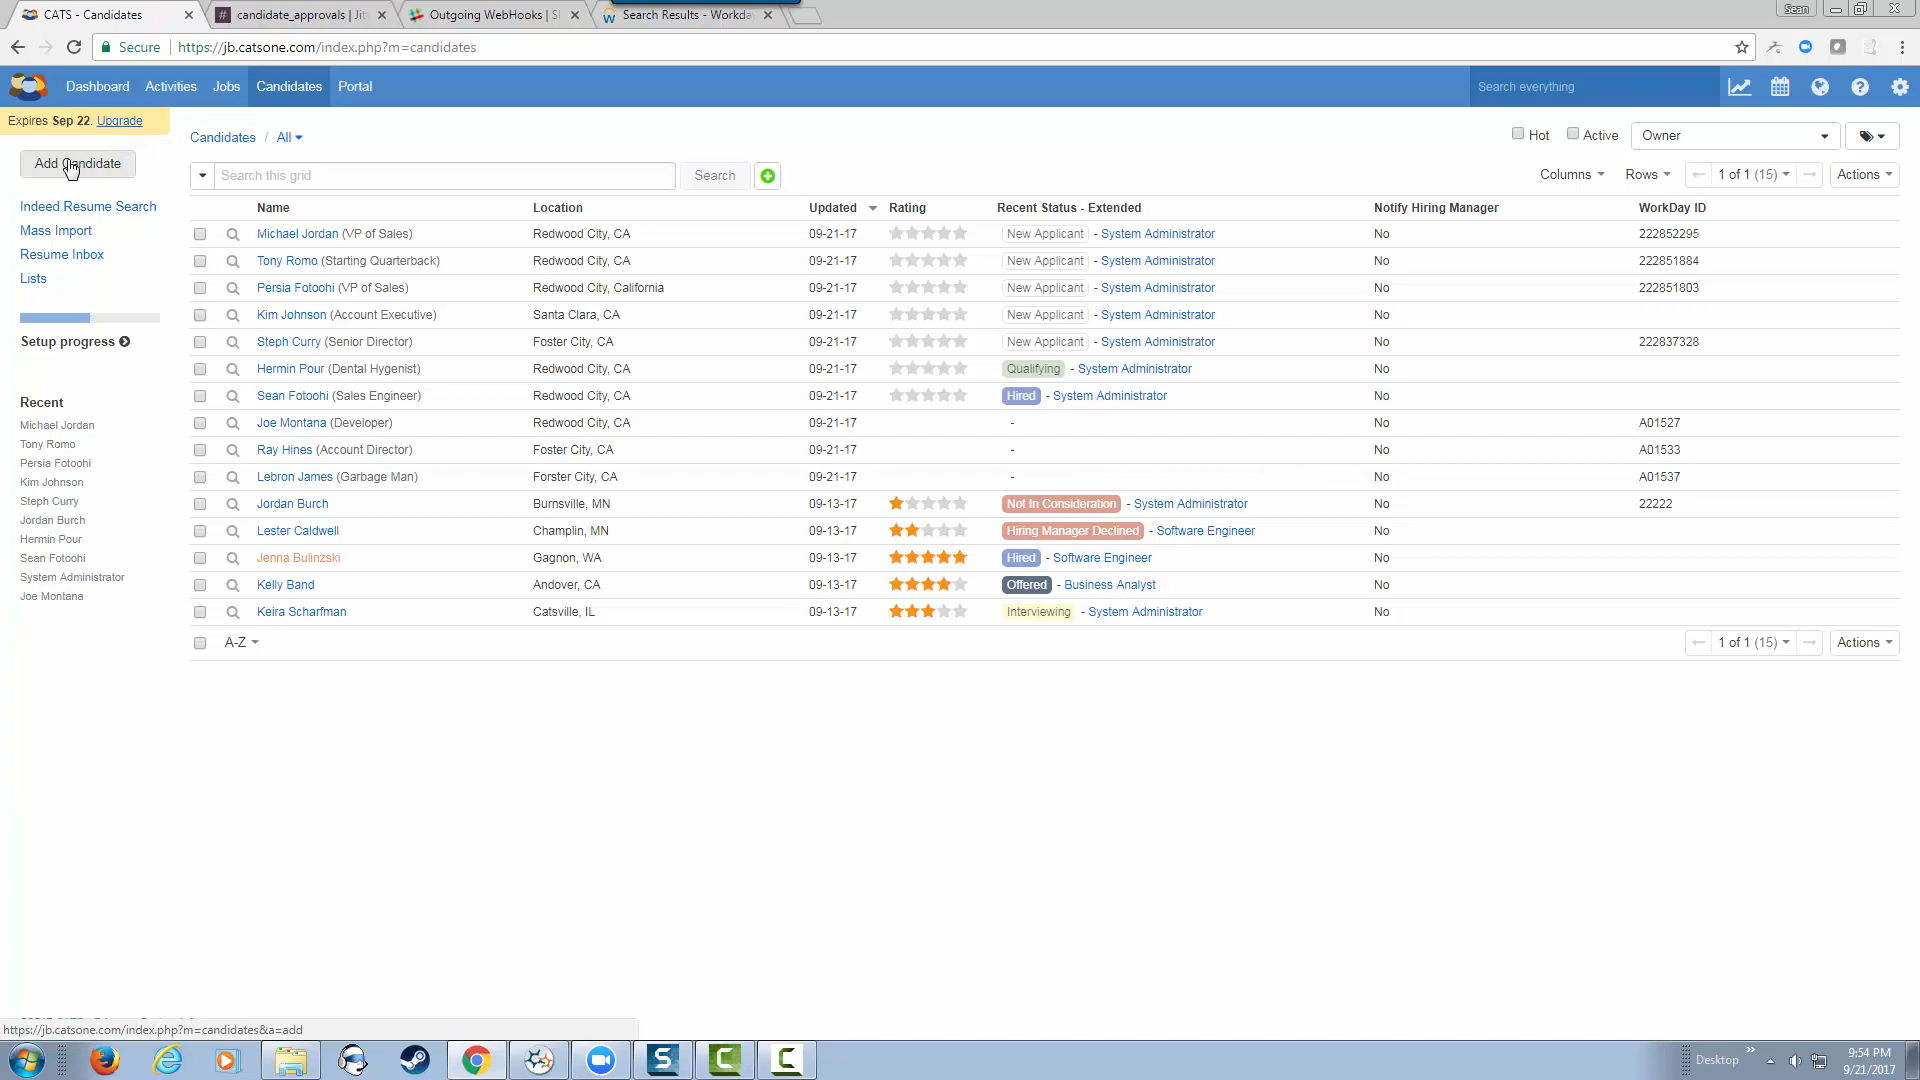 CATS - Candidates
candidate_approvals | Jit
Outgoing WebHooks | Sl
Search Results - Workda
Sean
Secure
https://jb.catsone.com/index.php?m=candidates
Dashboard Activities Jobs Candidates Portal
Search everything
Expires Sep 22. Upgrade
Candidates / All
Hot Active Owner
Add Candidate
Search this grid Search
Columns Rows 1 of 1 (15) Actions
Indeed Resume Search
Mass Import
Resume Inbox
Lists
Setup progress
Recent
Michael Jordan
Tony Romo
Persia Fotoohi
Kim Johnson
Steph Curry
Jordan Burch
Hermin Pour
Sean Fotoohi
System Administrator
Joe Montana
Name Location Updated Rating Recent Status - Extended Notify Hiring Manager WorkDay ID
Michael Jordan (VP of Sales) Redwood City, CA 09-21-17 New Applicant - System Administrator No 222852295
Tony Romo (Starting Quarterback) Redwood City, CA 09-21-17 New Applicant - System Administrator No 222851884
Persia Fotoohi (VP of Sales) Redwood City, California 09-21-17 New Applicant - System Administrator No 222851803
Kim Johnson (Account Executive) Santa Clara, CA 09-21-17 New Applicant - System Administrator No
Steph Curry (Senior Director) Foster City, CA 09-21-17 New Applicant - System Administrator No 222837328
Hermin Pour (Dental Hygenist) Redwood City, CA 09-21-17 Qualifying - System Administrator No
Sean Fotoohi (Sales Engineer) Redwood City, CA 09-21-17 Hired - System Administrator No
Joe Montana (Developer) Redwood City, CA 09-21-17 - No A01527
Ray Hines (Account Director) Foster City, CA 09-21-17 - No A01533
Lebron James (Garbage Man) Forster City, CA 09-21-17 - No A01537
Jordan Burch Burnsville, MN 09-13-17 Not In Consideration - System Administrator No 22222
Lester Caldwell Champlin, MN 09-13-17 Hiring Manager Declined - Software Engineer No
Jenna Bulinzski Gagnon, WA 09-13-17 Hired - Software Engineer No
Kelly Band Andover, CA 09-13-17 Offered - Business Analyst No
Keira Scharfman Catsville, IL 09-13-17 Interviewing - System Administrator No
A-Z 1 of 1 (15) Actions
https://jb.catsone.com/index.php?m=candidates&a=add
Desktop
9:54 PM
9/21/2017